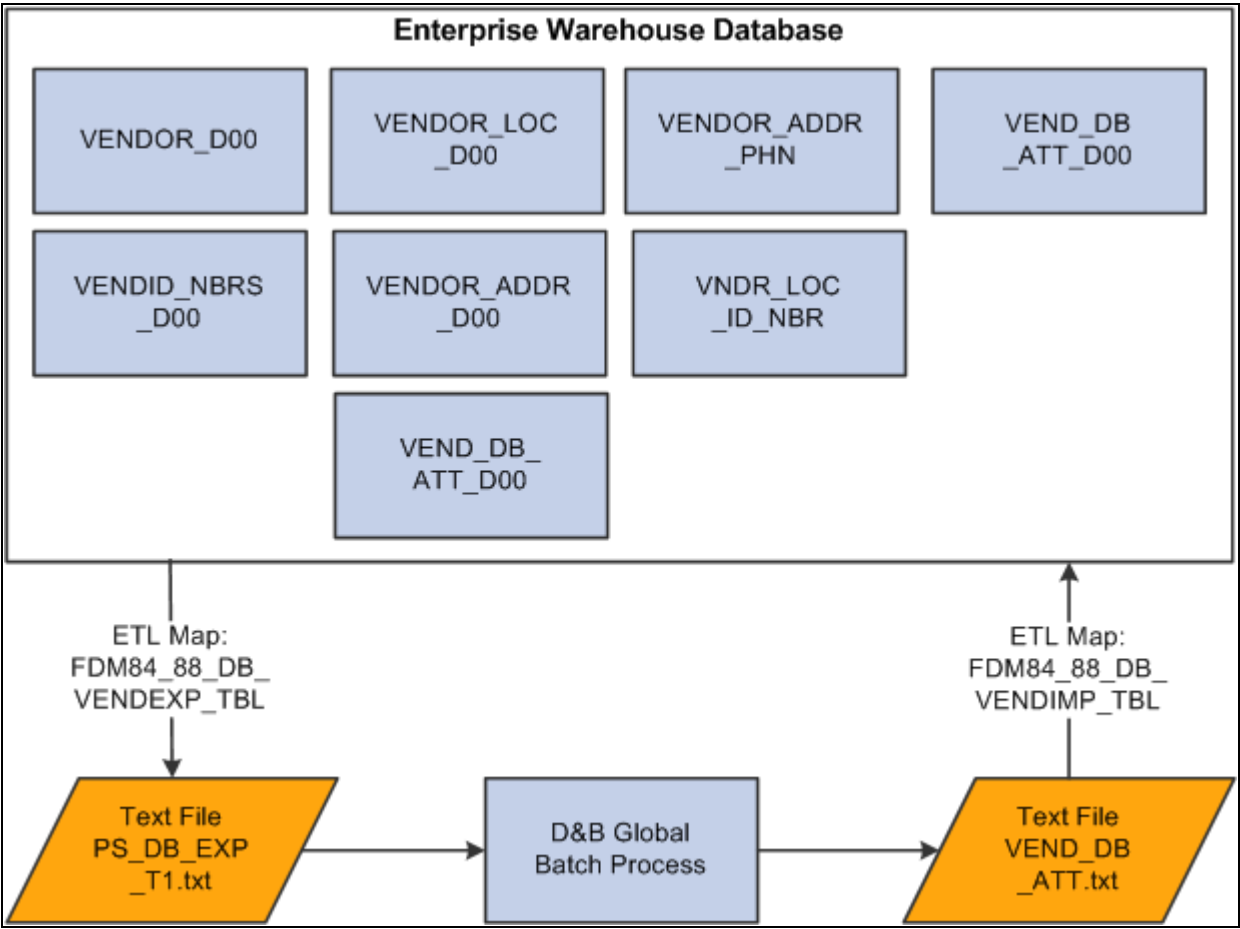 Enterprise Warehouse Database
VENDOR_D00
VENDOR_LOC
_D00
VENDOR_ADDR
_PHN
VEND_DB
_ATT_D00
VENDID_NBRS
_D00
VENDOR_ADDR
_D00
VNDR_LOC
_ID_NBR
VEND_DB_
ATT_D00
ETL Map:
FDM84_88_DB_
VENDEXP_TBL
ETL Map:
FDM84_88_DB_
VENDIMP_TBL
Text File
PS_DB_EXP
_T1.txt
D&B Global
Batch Process
Text File
VEND_DB
_ATT.txt